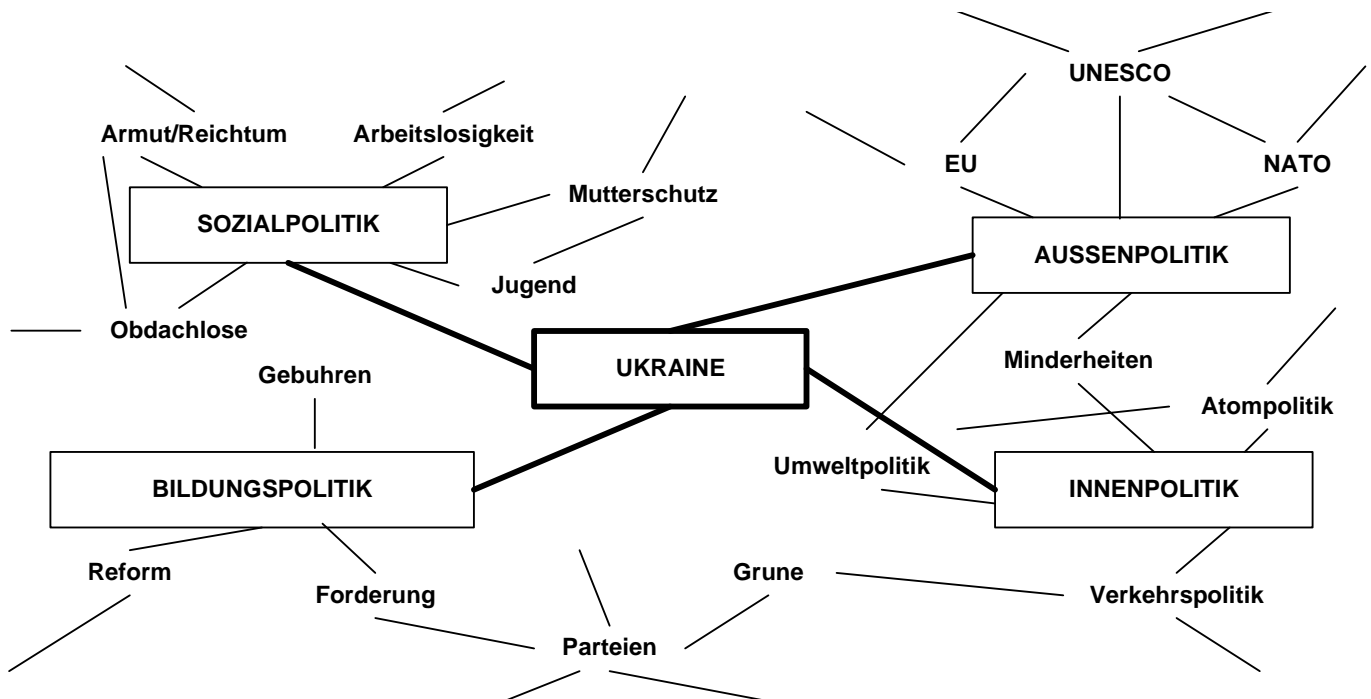 UNESCO
Armut/Reichtum
Arbeitslosigkeit
EU
NATO
Mutterschutz
SOZIALPOLITIK
AUSSENPOLITIK
Jugend
Obdachlose
Gebuhren
UKRAINE
Minderheiten
Atompolitik
Umweltpolitik
BILDUNGSPOLITIK
INNENPOLITIK
Reform
Grune
Forderung
Verkehrspolitik
Parteien